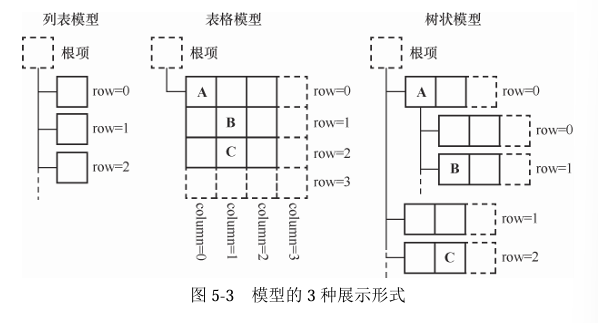 列表模型
根项
row=0
row=1
row=2
表格模型
根项
A
row=0
B
row=1
C
row=2
row=3
column=0
column=1
column=2
column=3
树状模型
根项
A
row=0
row=0
B
row=1
row=1
C
row=2
图 5-3 模型的 3 种展示形式